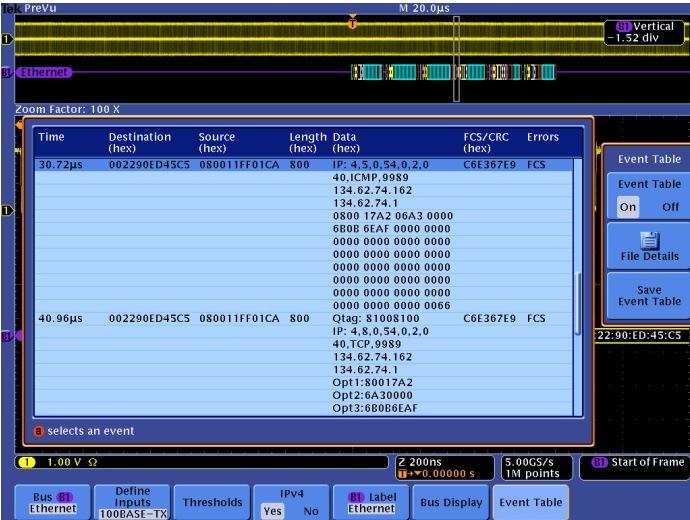 Tek PreVu
M 20.0µs
T
B1 Vertical
-1.52 div
1
B1 Ethernet
Zoom Factor: 100 X
Time Destination (hex) Source (hex) Length (hex) Data (hex) FCS/CRC (hex) Errors
30.72µs 002290ED45C5 080011FF01CA 800 IP: 4,5,0,54,0,2,0 C6E367E9 FCS
40,ICMP,9989
134.62.74.162
134.62.74.1
0800 17A2 06A3 0000
6B0B 6EAF 0000 0000
0000 0000 0000 0000
0000 0000 0000 0000
0000 0000 0000 0000
0000 0000 0000 0000
0000 0000 0000 0000
0000 0000 0000 0066
40.96µs 002290ED45C5 080011FF01CA 800 Qtag: 81008100 C6E367E9 FCS
IP: 4,8,0,54,0,2,0
40,TCP,9989
134.62.74.162
134.62.74.1
Opt1:80017A2
Opt2:6A30000
Opt3:6B0B6EAF
a selects an event
Event Table
Event Table
On Off
File Details
Save
Event Table
1
B1
22:90:ED:45:C5
1 1.00 V Ω
Z 200ns
T→▼0.00000 s
5.00GS/s
1M points
B1 Start of Frame
Bus B1
Ethernet
Define
Inputs
100BASE-TX
Thresholds
IPv4
Yes No
B1 Label
Ethernet
Bus Display
Event Table